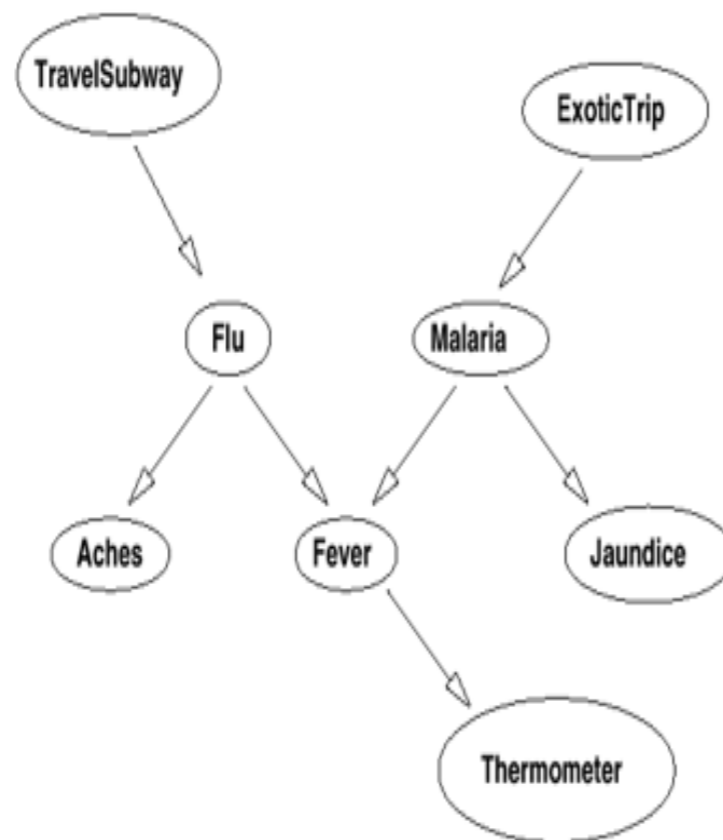 TravelSubway
ExoticTrip
Flu
Malaria
Aches
Fever
Jaundice
Thermometer